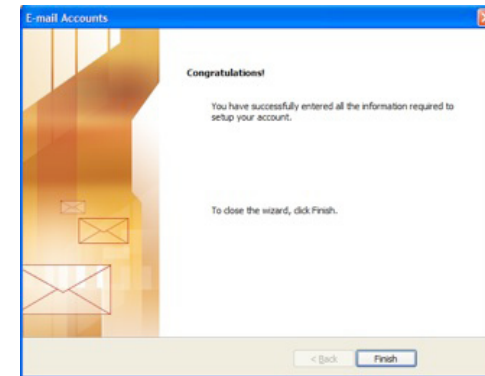 E-mail Accounts
Congratulations!
You have successfully entered all the information required to
setup your account.
To close the wizard, click Finish.
< Back
Finish